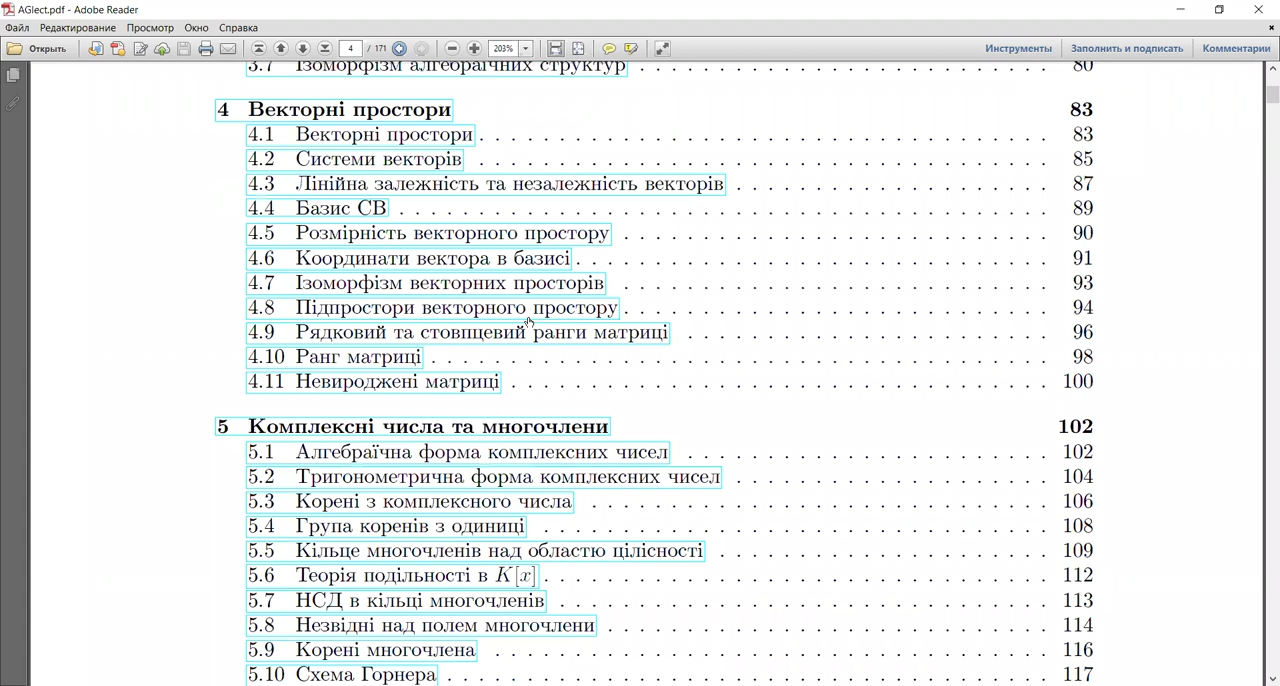 AGlect.pdf - Adobe Reader
Файл Редактирование Просмотр Окно Справка
Открыть 4 / 171 203% Инструменты Заполнить и подписать Комментарии
3.7 Ізоморфізм алгебраїчних структур . . . . . . . . . . . . . . . . . . . . . . . . . . . . 80
4 Векторні простори 83
4.1 Векторні простори . . . . . . . . . . . . . . . . . . . . . . . . . . . . . . . . . . . . 83
4.2 Системи векторів . . . . . . . . . . . . . . . . . . . . . . . . . . . . . . . . . . . . 85
4.3 Лінійна залежність та незалежність векторів . . . . . . . . . . . . . . . . . . . . . 87
4.4 Базис СВ . . . . . . . . . . . . . . . . . . . . . . . . . . . . . . . . . . . . . . . . 89
4.5 Розмірність векторного простору . . . . . . . . . . . . . . . . . . . . . . . . . . . . 90
4.6 Координати вектора в базисі . . . . . . . . . . . . . . . . . . . . . . . . . . . . . . 91
4.7 Ізоморфізм векторних просторів . . . . . . . . . . . . . . . . . . . . . . . . . . . . 93
4.8 Підпростори векторного простору . . . . . . . . . . . . . . . . . . . . . . . . . . . 94
4.9 Рядковий та стовпцевий ранги матриці . . . . . . . . . . . . . . . . . . . . . . . . 96
4.10 Ранг матриці . . . . . . . . . . . . . . . . . . . . . . . . . . . . . . . . . . . . . . 98
4.11 Невироджені матриці . . . . . . . . . . . . . . . . . . . . . . . . . . . . . . . . . . 100
5 Комплексні числа та многочлени 102
5.1 Алгебраїчна форма комплексних чисел . . . . . . . . . . . . . . . . . . . . . . . . 102
5.2 Тригонометрична форма комплексних чисел . . . . . . . . . . . . . . . . . . . . . 104
5.3 Корені з комплексного числа . . . . . . . . . . . . . . . . . . . . . . . . . . . . . . 106
5.4 Група коренів з одиниці . . . . . . . . . . . . . . . . . . . . . . . . . . . . . . . . 108
5.5 Кільце многочленів над областю цілісності . . . . . . . . . . . . . . . . . . . . . . 109
5.6 Теорія подільності в K[x] . . . . . . . . . . . . . . . . . . . . . . . . . . . . . . . . 112
5.7 НСД в кільці многочленів . . . . . . . . . . . . . . . . . . . . . . . . . . . . . . . 113
5.8 Незвідні над полем многочлени . . . . . . . . . . . . . . . . . . . . . . . . . . . . 114
5.9 Корені многочлена . . . . . . . . . . . . . . . . . . . . . . . . . . . . . . . . . . . 116
5.10 Схема Горнера . . . . . . . . . . . . . . . . . . . . . . . . . . . . . . . . . . . . . 117